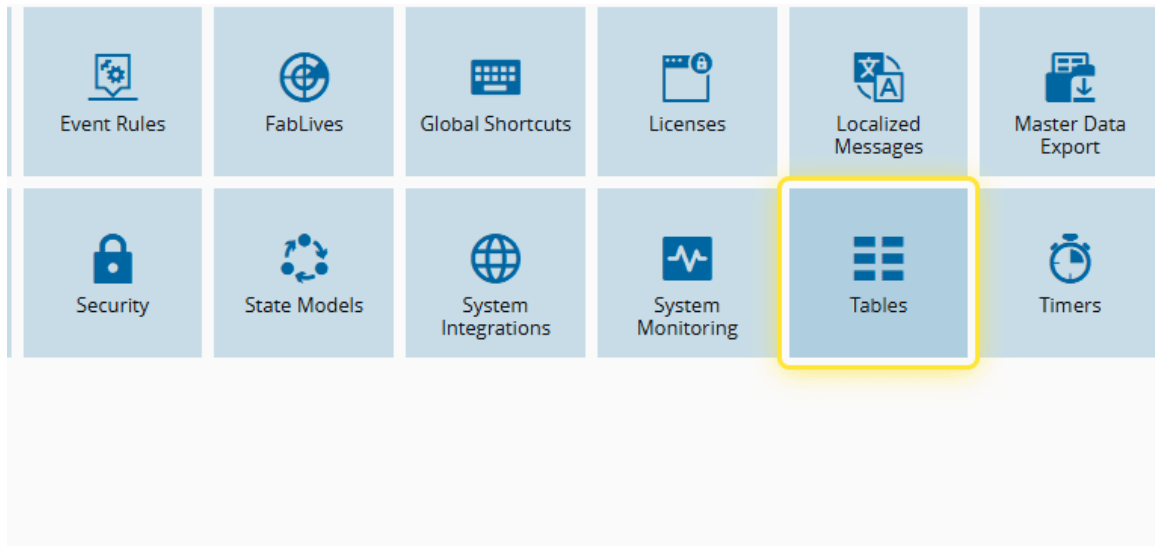 Event Rules
FabLives
Global Shortcuts
Licenses
Localized
Messages
Master Data
Export
Security
State Models
System
Integrations
System
Monitoring
Tables
Timers